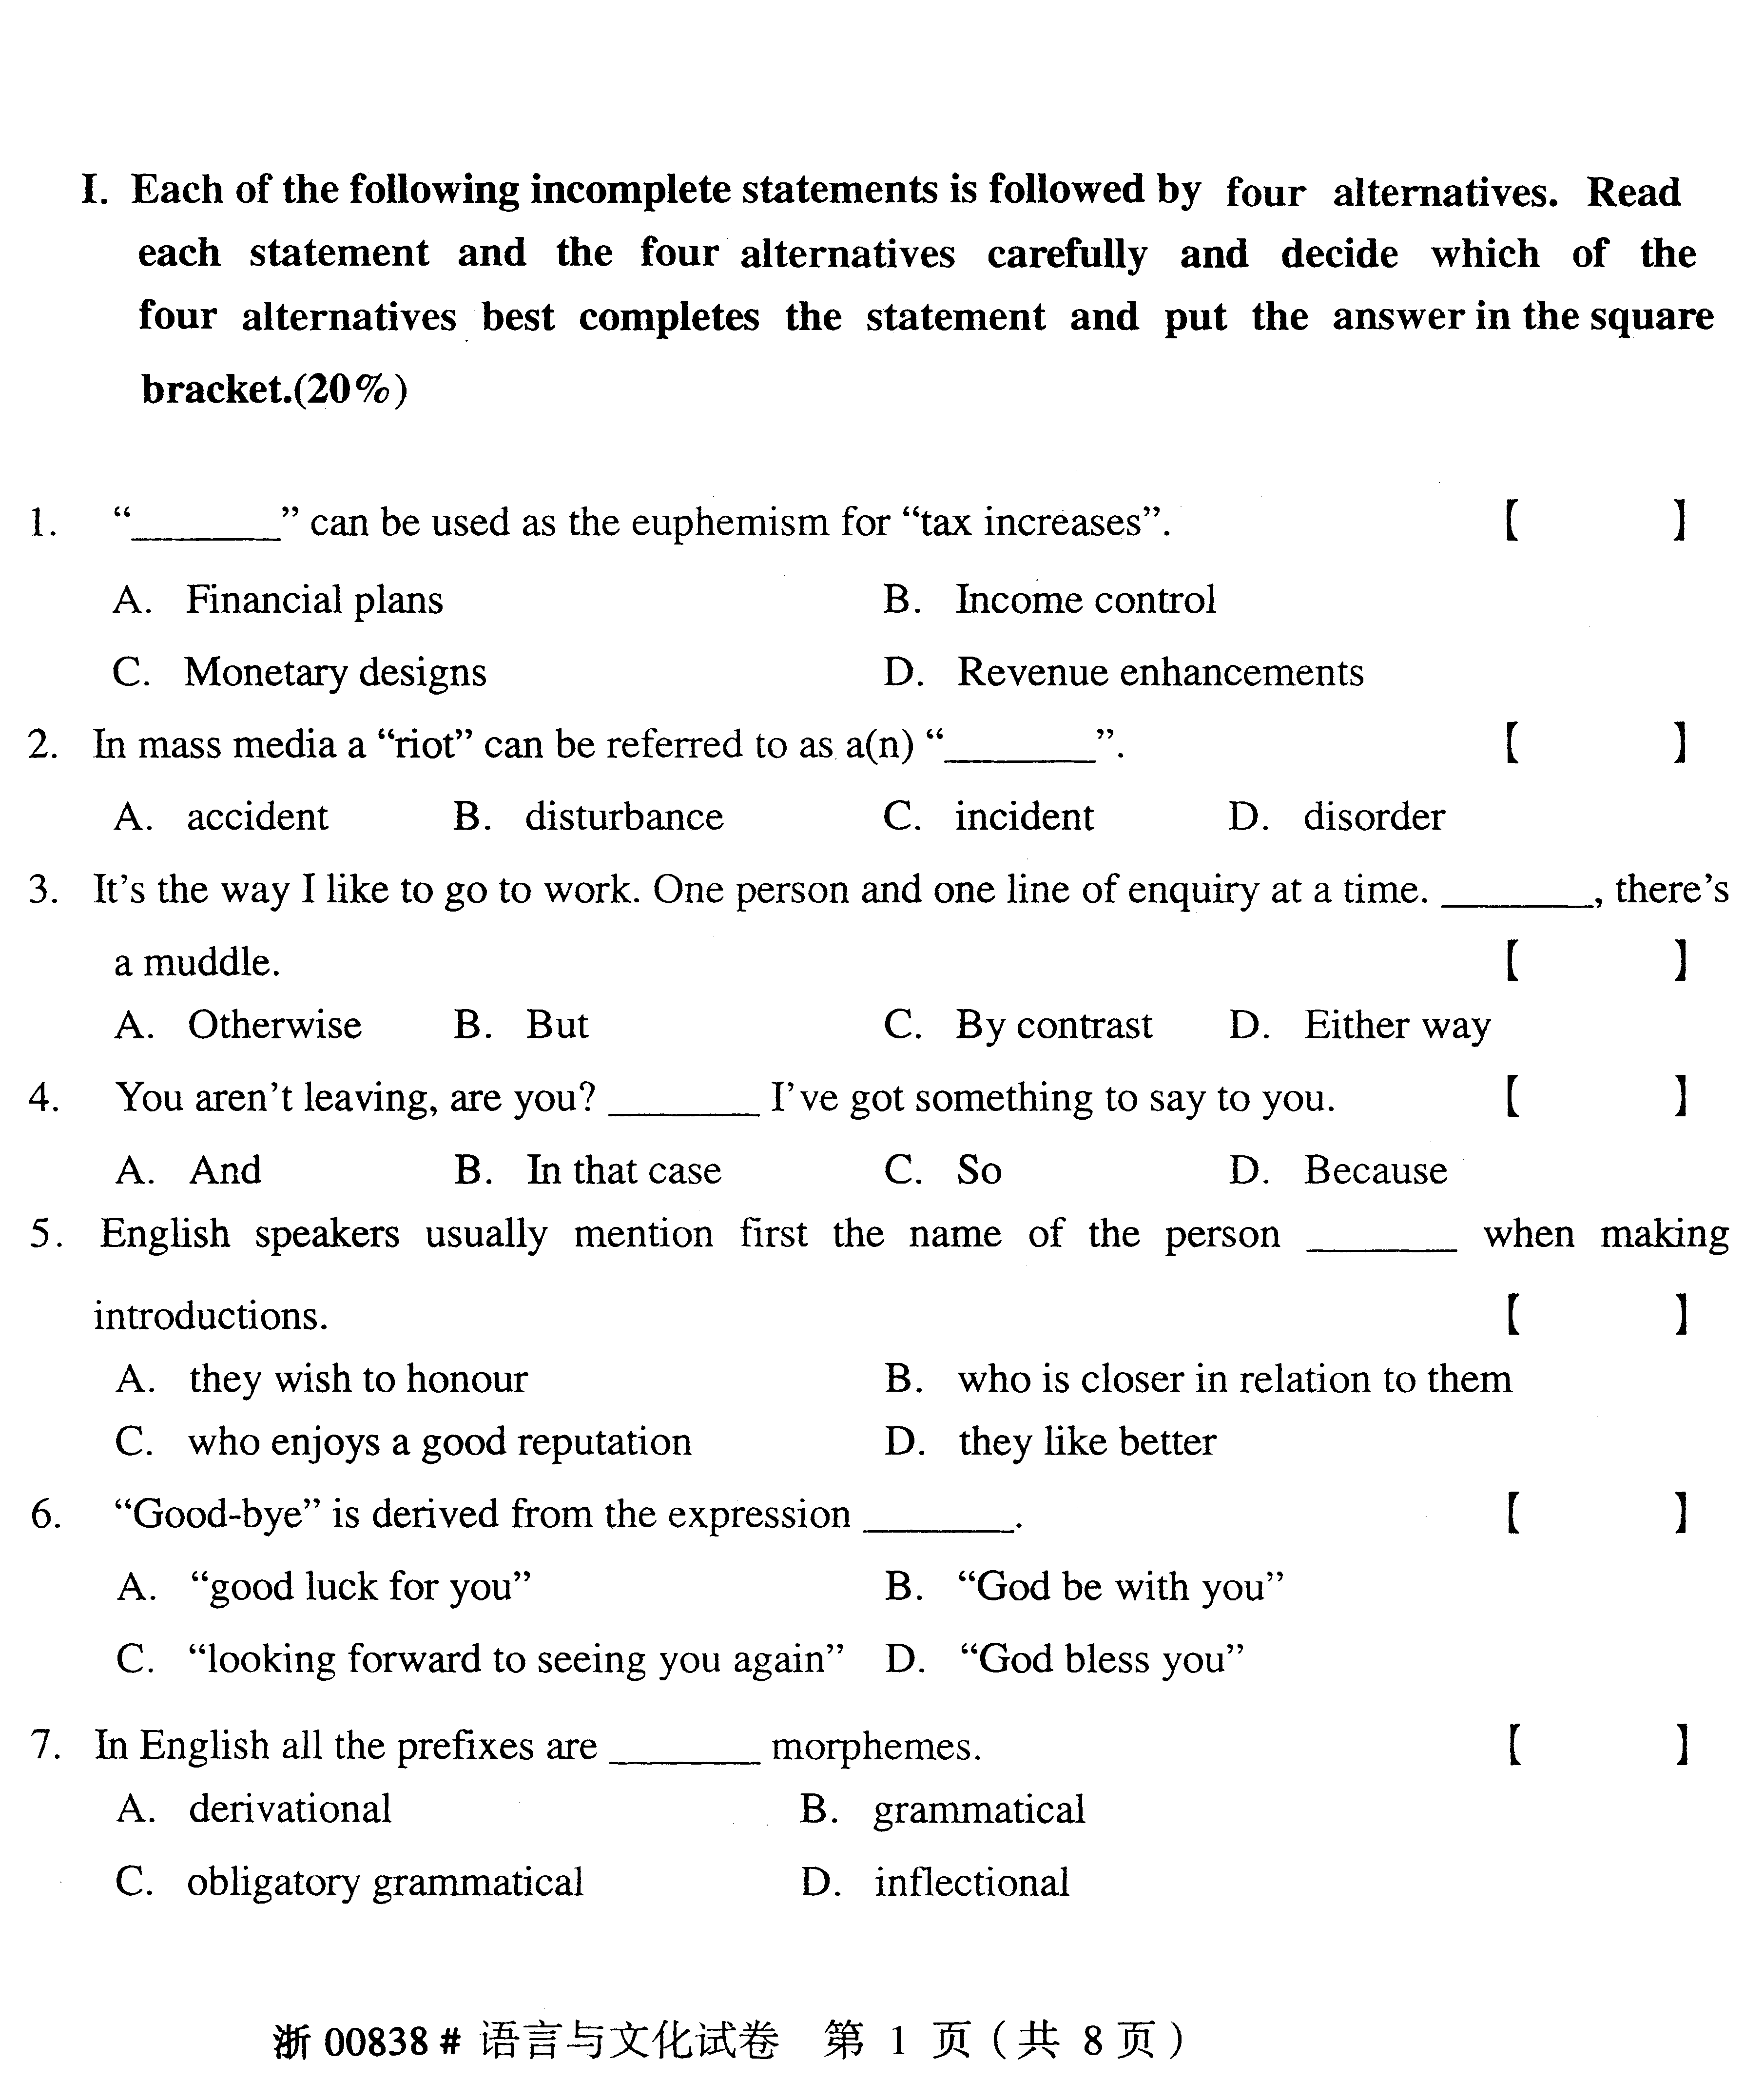 I. Each of the following incomplete statements is followed by four alternatives. Read
each statement and the four alternatives carefully and decide which of the
four alternatives best completes the statement and put the answer in the square
bracket.(20%)
1. “_______” can be used as the euphemism for “tax increases”. 【 】
A. Financial plans B. Income control
C. Monetary designs D. Revenue enhancements
2. In mass media a “riot” can be referred to as a(n) “_______”. 【 】
A. accident B. disturbance C. incident D. disorder
3. It’s the way I like to go to work. One person and one line of enquiry at a time. _______, there’s
a muddle. 【 】
A. Otherwise B. But C. By contrast D. Either way
4. You aren’t leaving, are you? _______ I’ve got something to say to you. 【 】
A. And B. In that case C. So D. Because
5. English speakers usually mention first the name of the person _______ when making
introductions. 【 】
A. they wish to honour B. who is closer in relation to them
C. who enjoys a good reputation D. they like better
6. “Good-bye” is derived from the expression _______. 【 】
A. “good luck for you” B. “God be with you”
C. “looking forward to seeing you again” D. “God bless you”
7. In English all the prefixes are _______ morphemes. 【 】
A. derivational B. grammatical
C. obligatory grammatical D. inflectional
浙 00838 # 语言与文化试卷 第 1 页 ( 共 8 页 )